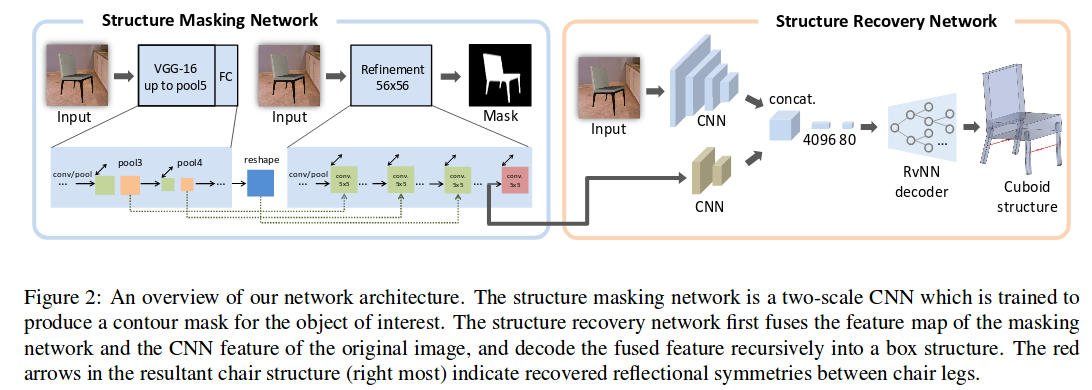 Structure Masking Network
Structure Recovery Network
VGG-16
up to pool5
FC
Input
Input
Refinement
56x56
Mask
conv/pool
...
pool3
pool4
...
...
reshape
conv/pool
...
conv.
5x5
...
conv.
5x5
...
conv.
5x5
...
conv.
5x5
Input
CNN
CNN
concat.
4096 80
...
RvNN
decoder
Cuboid
structure
Figure 2: An overview of our network architecture. The structure masking network is a two-scale CNN which is trained to
produce a contour mask for the object of interest. The structure recovery network first fuses the feature map of the masking
network and the CNN feature of the original image, and decode the fused feature recursively into a box structure. The red
arrows in the resultant chair structure (right most) indicate recovered reflectional symmetries between chair legs.